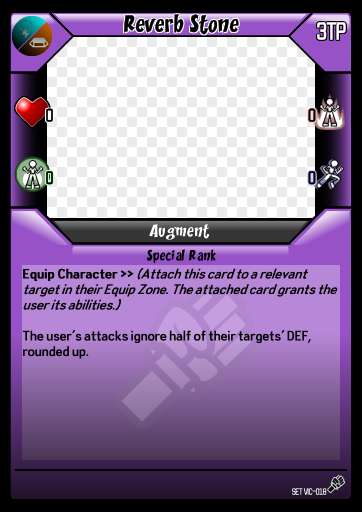 Reverb Stone
3TP
0
0
0
0
Augment
Special Rank
Equip Character >> (Attach this card to a relevant
target in their Equip Zone. The attached card grants the
user its abilities.)
The user's attacks ignore half of their targets' DEF,
rounded up.
SET VIC-018